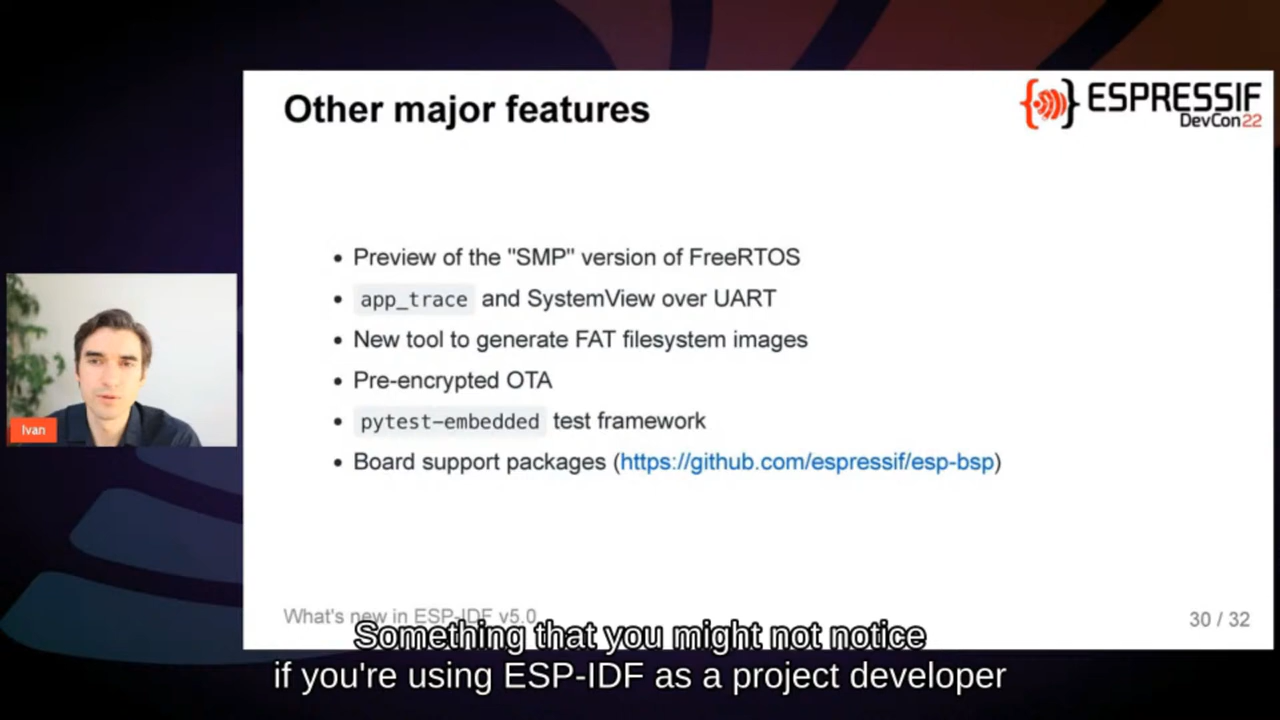 Other major features
ESPRESSIF
DevCon22
Preview of the "SMP" version of FreeRTOS
app_trace and SystemView over UART
New tool to generate FAT filesystem images
Pre-encrypted OTA
pytest-embedded test framework
Board support packages (https://github.com/espressif/esp-bsp)
Ivan
What's new in ESP-IDF v5.0
30 / 32
Something that you might not notice
if you're using ESP-IDF as a project developer